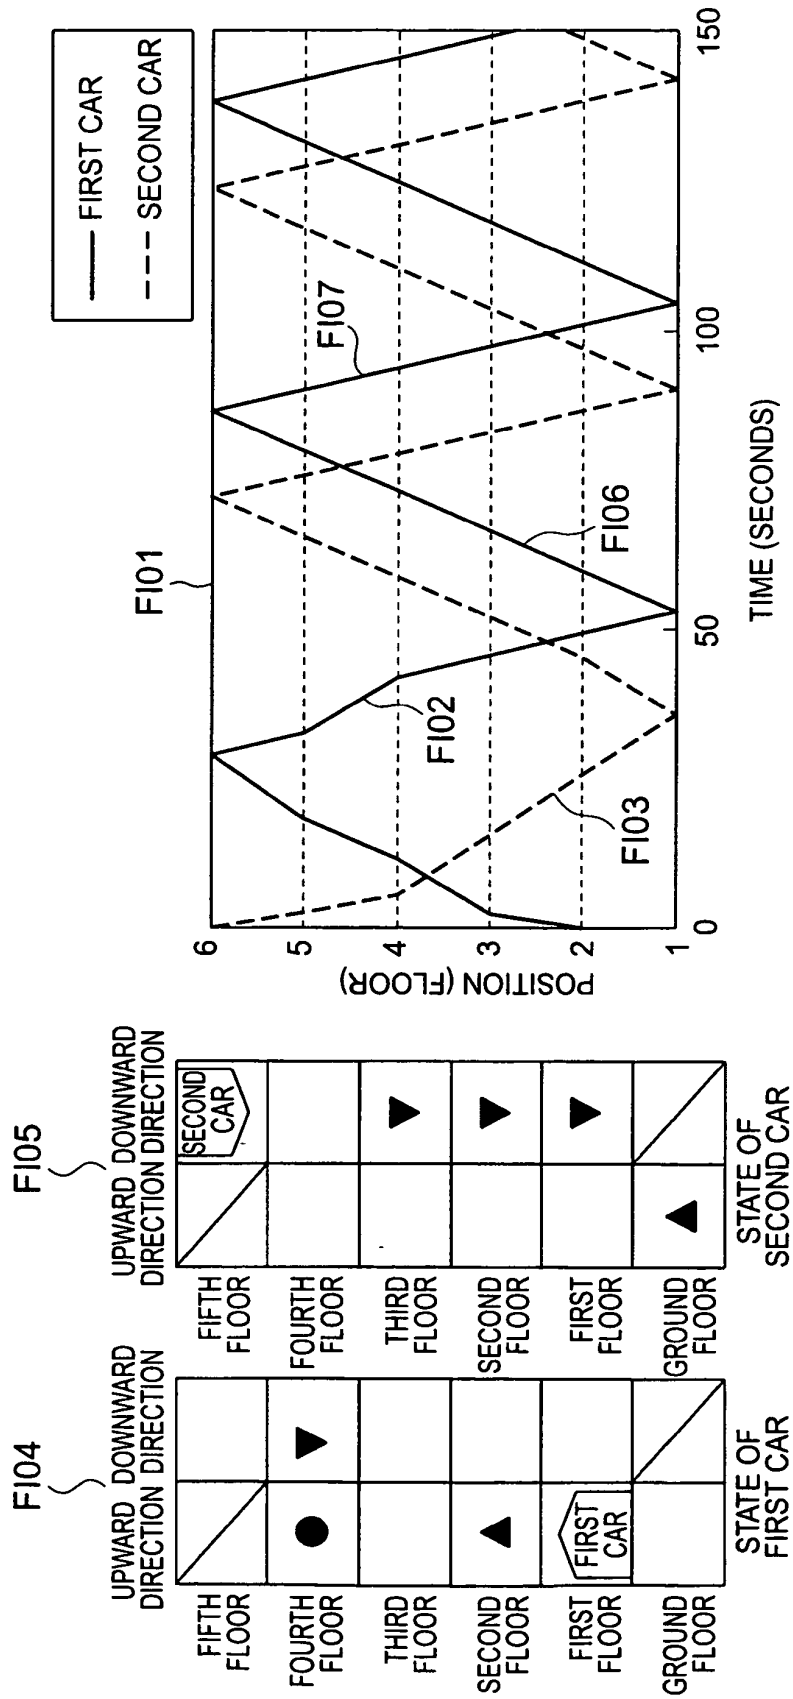 FI04
UPWARD DIRECTION
DOWNWARD DIRECTION
FIFTH FLOOR
FOURTH FLOOR
THIRD FLOOR
SECOND FLOOR
FIRST FLOOR
FIRST CAR
GROUND FLOOR
STATE OF
FIRST CAR
FI05
UPWARD DIRECTION
DOWNWARD DIRECTION
FIFTH FLOOR
SECOND CAR
FOURTH FLOOR
THIRD FLOOR
SECOND FLOOR
FIRST FLOOR
GROUND FLOOR
STATE OF
SECOND CAR
FIRST CAR
SECOND CAR
FI01
FI07
FI02
FI06
FI03
POSITION (FLOOR)
6
5
4
3
2
1
0
50
100
150
TIME (SECONDS)